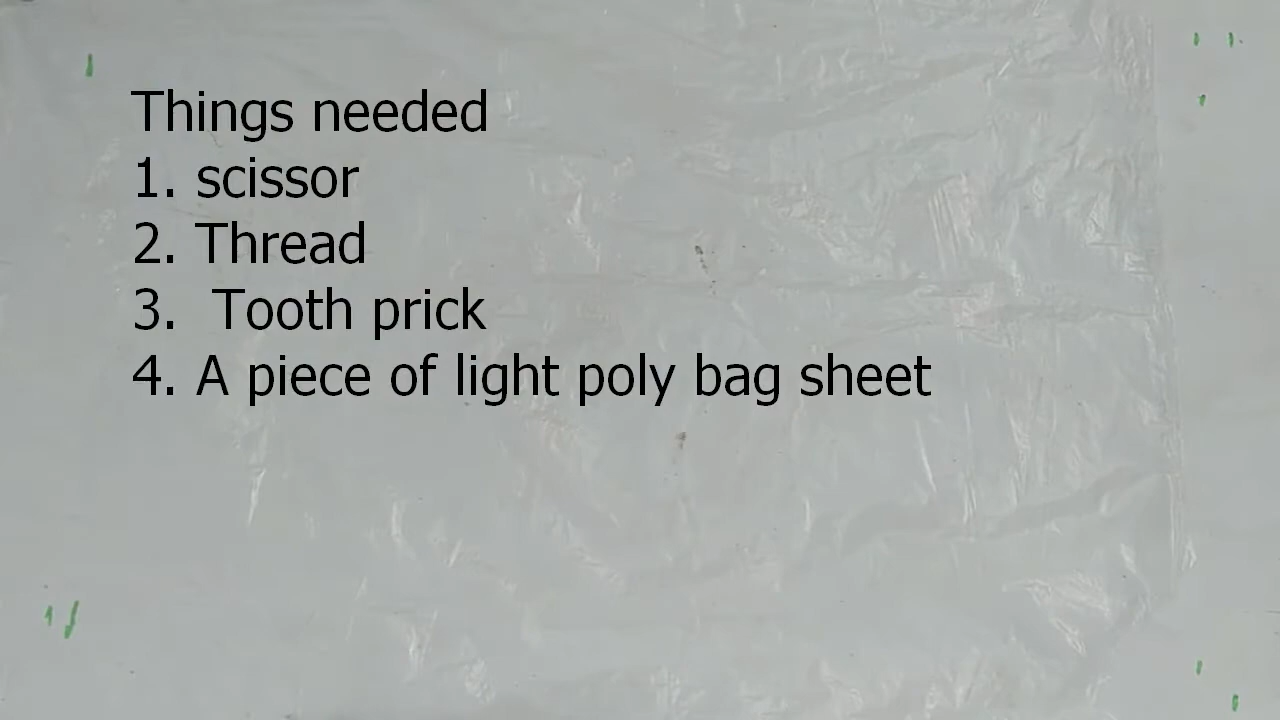 Things needed
1. scissor
2. Thread
3.  Tooth prick
4. A piece of light poly bag sheet